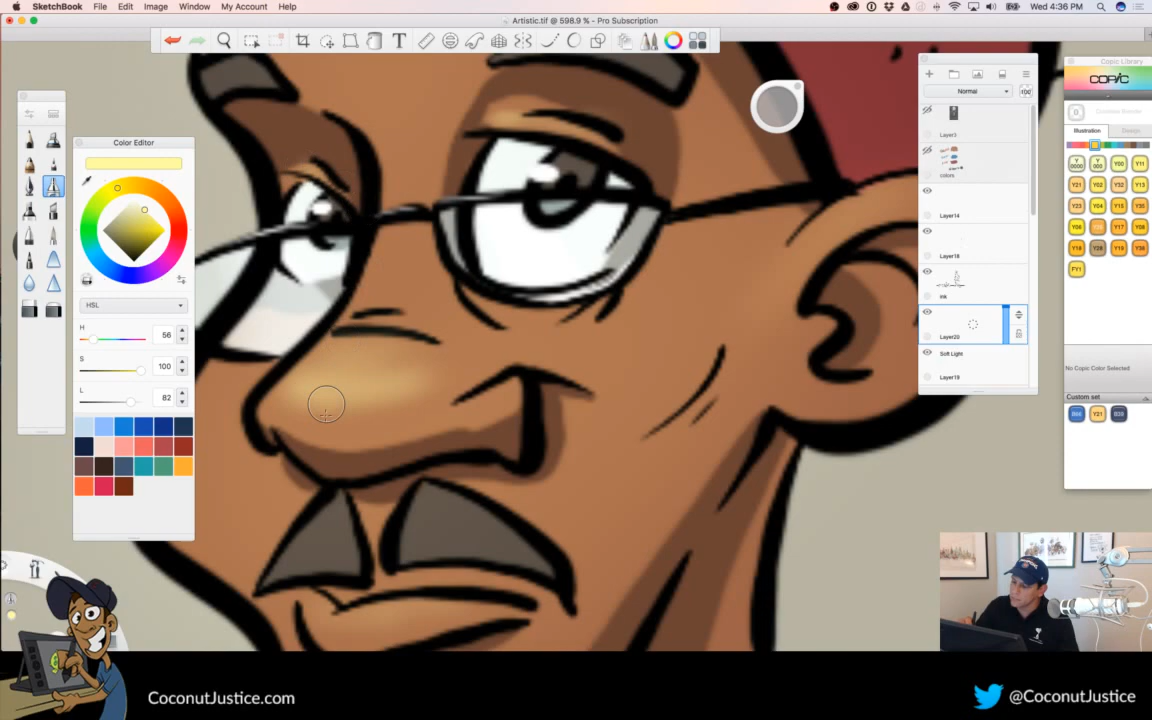 SketchBook File Edit Image Window My Account Help Wed 4:36 PM
Artistic.tif @ 598.9 % - Pro Subscription
T
Color Editor
HSL
H 56
S 100
L 82
Normal
Layer3
colors
Layer14
Layer18
ink
Layer20
Soft Light
Layer19
Copic Library
COPIC
0 Colorless Blender
Illustration Design
Y0000 Y000 Y00 Y11
Y21 Y02 Y32 Y13
Y23 Y04 Y15 Y35
Y06 Y26 Y17 Y08
Y18 Y28 Y19 Y38
FY1
No Copic Color Selected
Custom set
Y21
CoconutJustice.com
@CoconutJustice